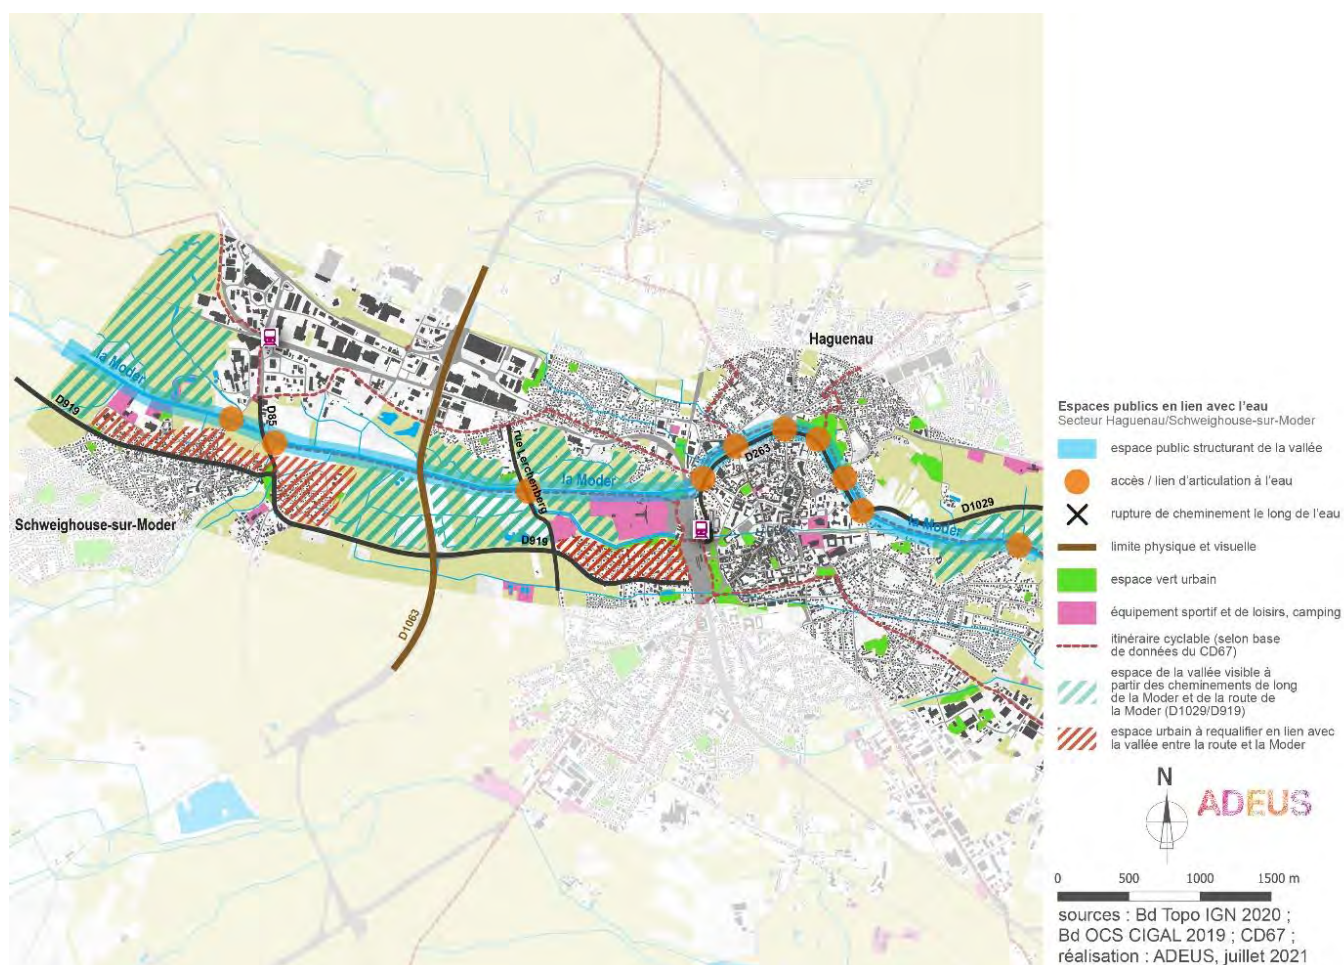 Haguenau
la Moder
D919
D85
rue Lerchenberg
la Moder
D263
D1029
la Moder
Schweighouse-sur-Moder
D919
D1063
Espaces publics en lien avec l'eau
Secteur Haguenau/Schweighouse-sur-Moder
espace public structurant de la vallée
accès / lien d'articulation à l'eau
rupture de cheminement le long de l'eau
limite physique et visuelle
espace vert urbain
équipement sportif et de loisirs, camping
itinéraire cyclable (selon base
de données du CD67)
espace de la vallée visible à
partir des cheminements de long
de la Moder et de la route de
la Moder (D1029/D919)
espace urbain à requalifier en lien avec
la vallée entre la route et la Moder
N
ADEUS
0 500 1000 1500 m
sources : Bd Topo IGN 2020 ;
Bd OCS CIGAL 2019 ; CD67 ;
réalisation : ADEUS, juillet 2021